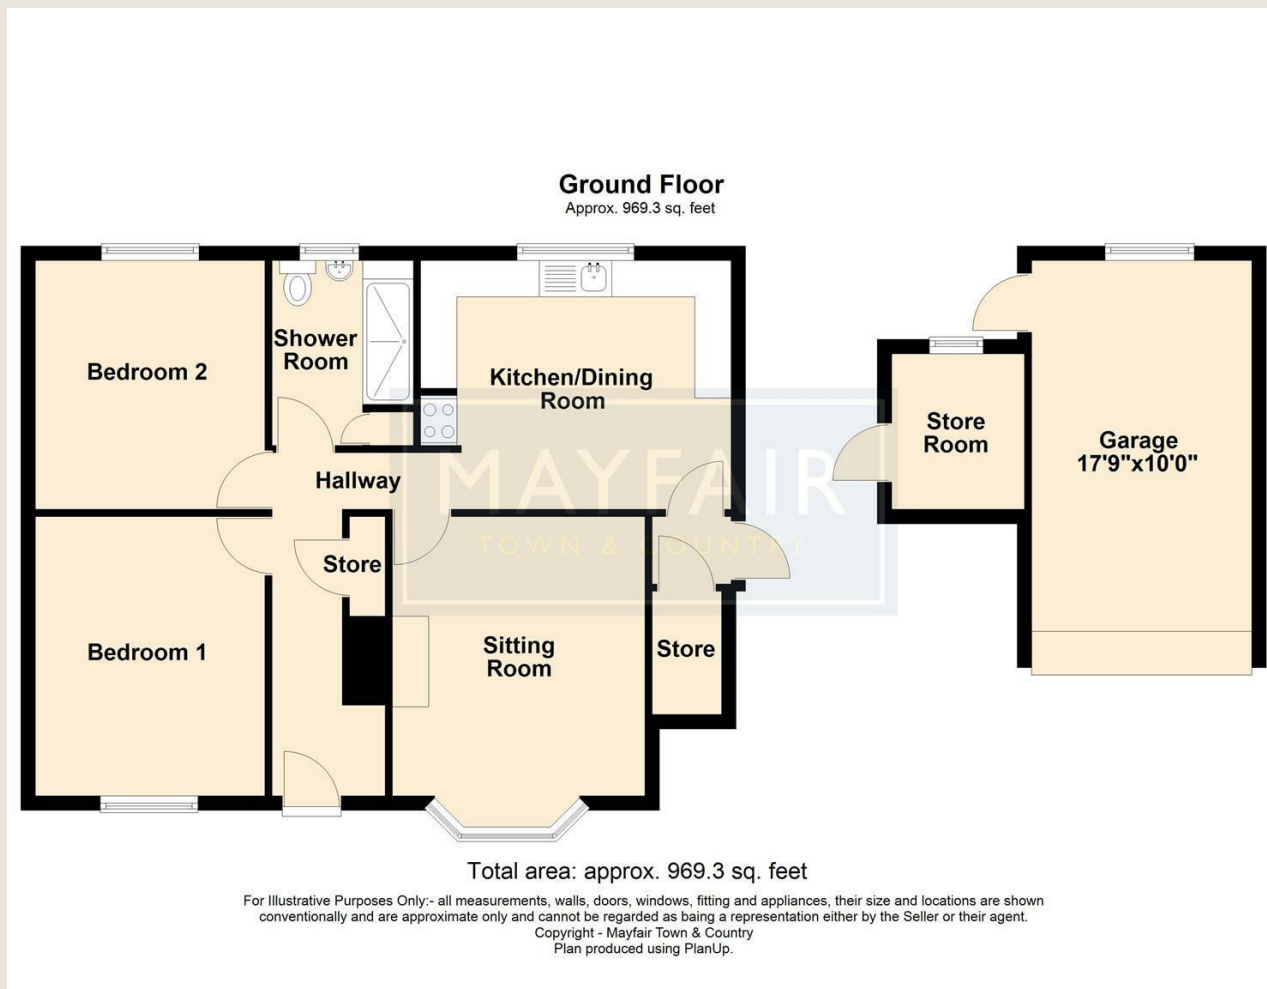 Ground Floor
Approx. 969.3 sq. feet
Bedroom 2
Shower
Room
Kitchen/Dining
Room
Store
Room
Garage
17'9"x10'0"
Hallway
MAYFAIR
TOWN & COUNTRY
Store
Bedroom 1
Sitting
Room
Store
Total area: approx. 969.3 sq. feet
For Illustrative Purposes Only:- all measurements, walls, doors, windows, fitting and appliances, their size and locations are shown
conventionally and are approximate only and cannot be regarded as baing a representation either by the Seller or their agent.
Copyright - Mayfair Town & Country
Plan produced using PlanUp.